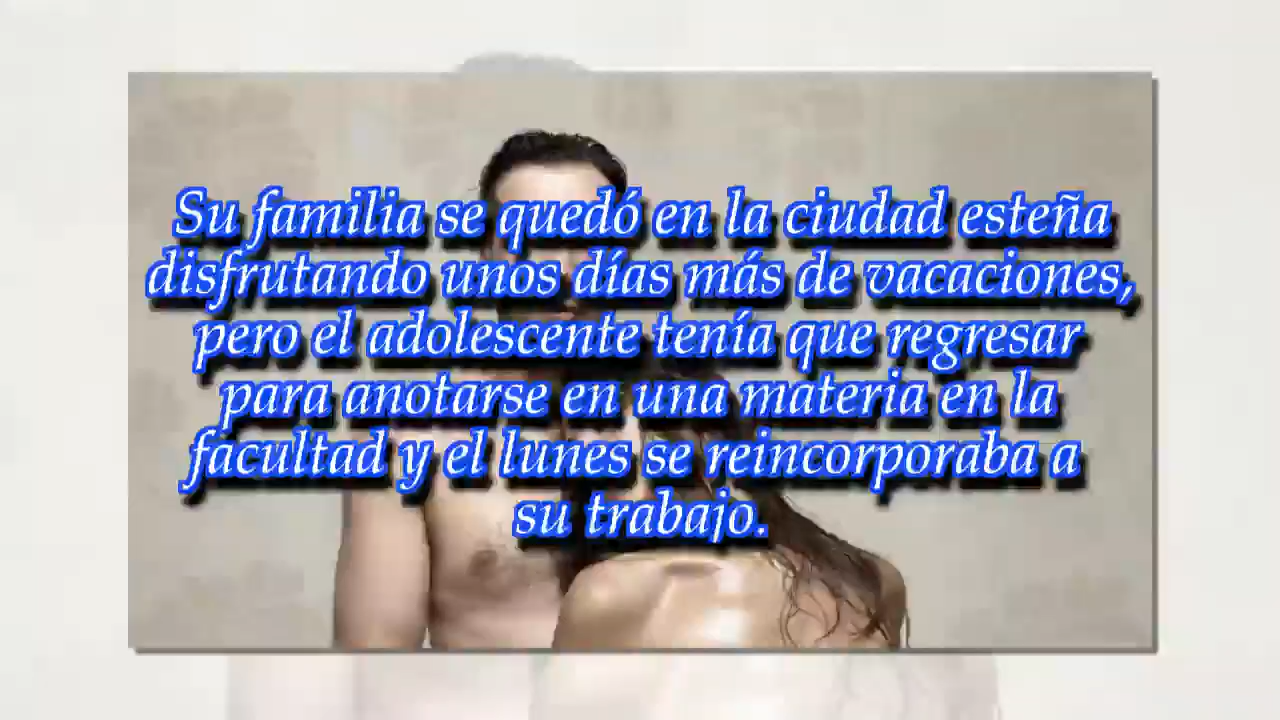 Su familia se quedó en la ciudad esteña
disfrutando unos días más de vacaciones,
pero el adolescente tenía que regresar
para anotarse en una materia en la
facultad y el lunes se reincorporaba a
su trabajo.